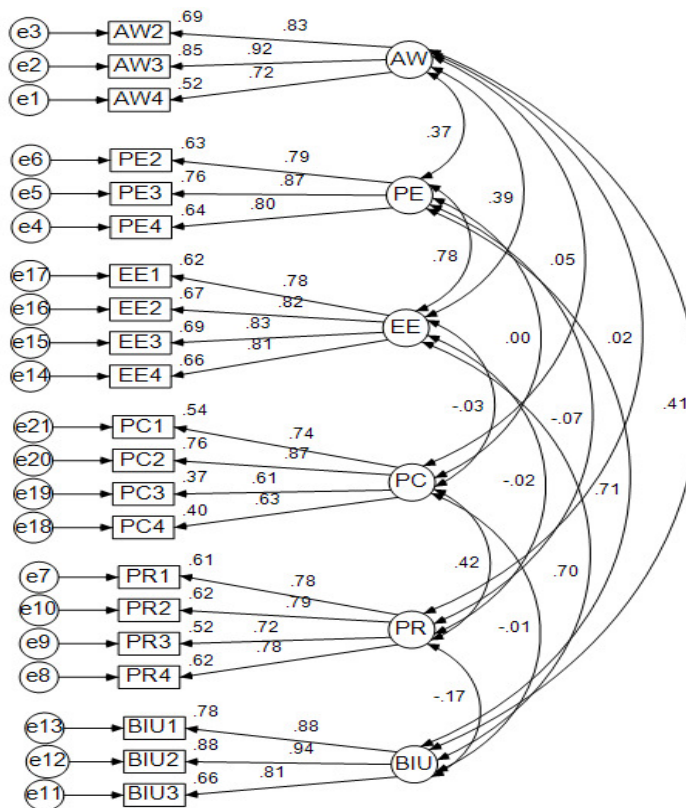 .69
e3 AW2 .83
.85
e2 AW3 .92 AW
.52
e1 AW4 .72
.37
.63
e6 PE2 .79
.76
e5 PE3 .87 PE .39
.64
e4 PE4 .80
.78 .05
.62
e17 EE1 .78
.67
e16 EE2 .82
.69
e15 EE3 .83 EE .00 .02
.66
e14 EE4 .81
-.03 -.07 .41
.54
e21 PC1 .74
.76
e20 PC2 .87
.37
e19 PC3 .61 PC -.02 .71
.40
e18 PC4 .63
.42 .70
.61
e7 PR1 .78
.62
e10 PR2 .79
.52
e9 PR3 .72 PR -.01
.62
e8 PR4 .78
-.17
.78
e13 BIU1 .88
.88
e12 BIU2 .94 BIU
.66
e11 BIU3 .81